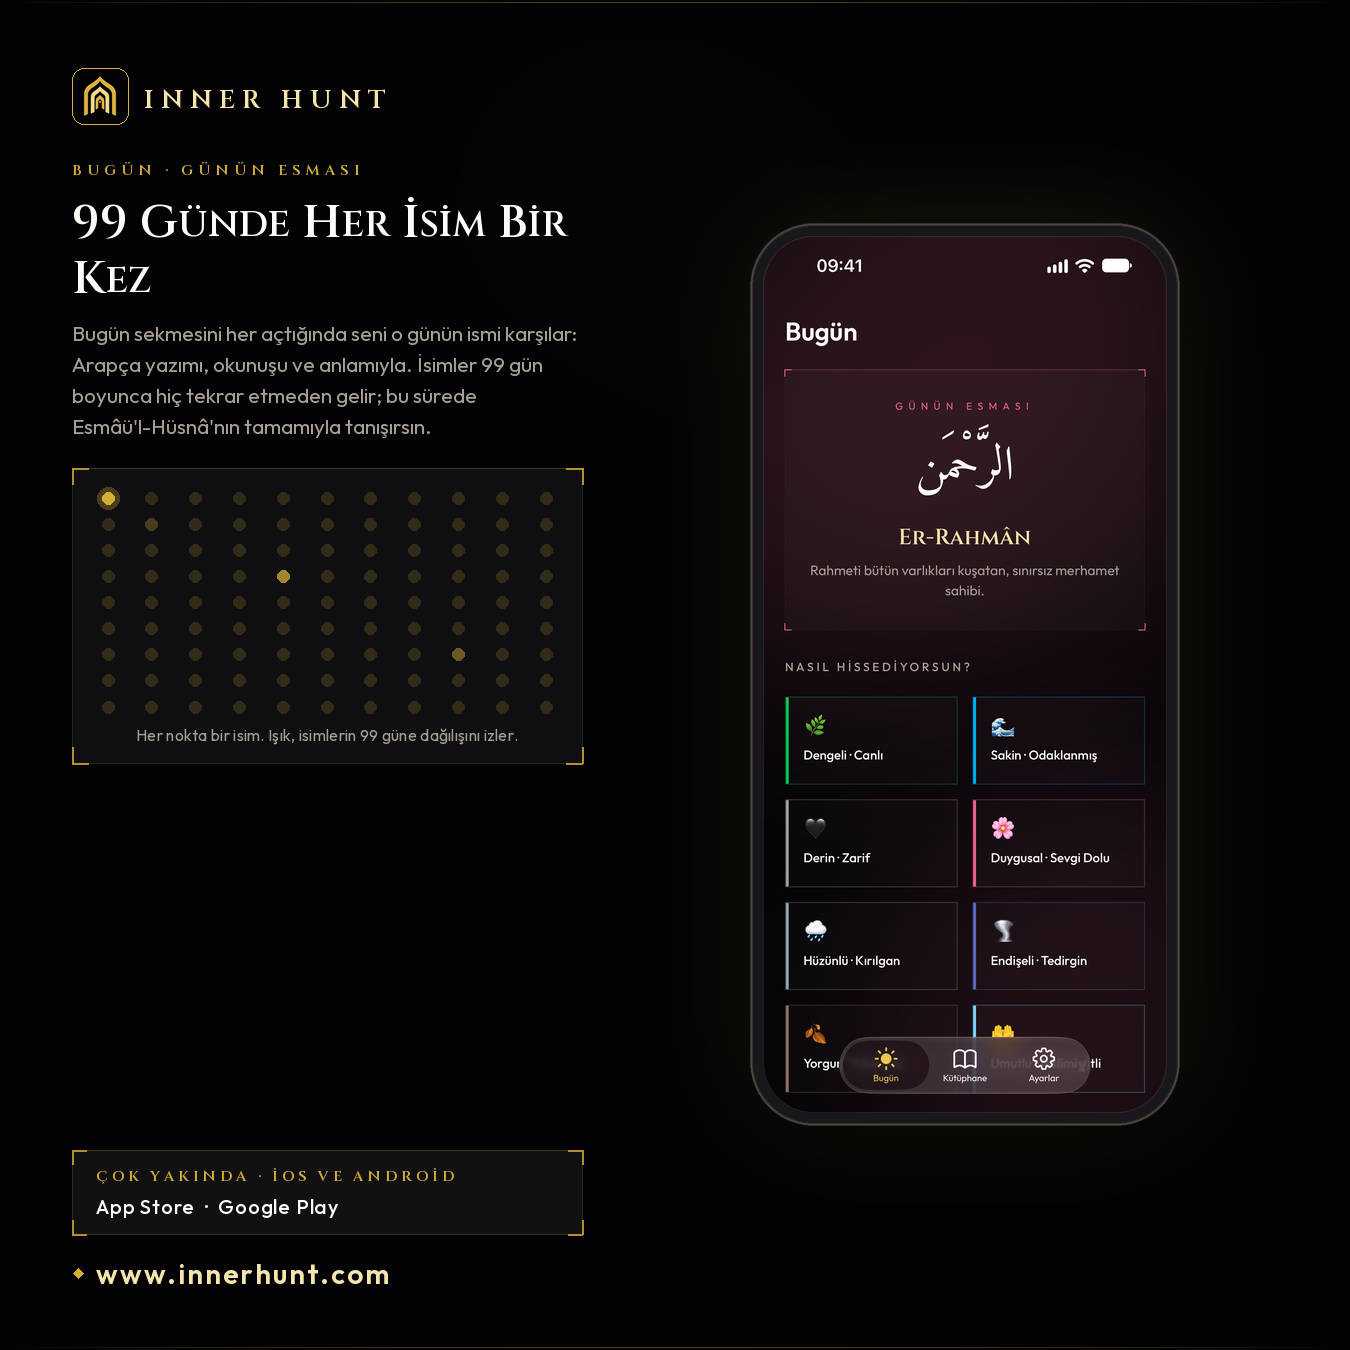 INNER HUNT
BUGÜN · GÜNÜN ESMASI
99 GÜNDE HER İSİM BİR
KEZ
Bugün sekmesini her açtığında seni o günün ismi karşılar:
Arapça yazımı, okunuşu ve anlamıyla. İsimler 99 gün
boyunca hiç tekrar etmeden gelir; bu sürede
Esmâü'l-Hüsnâ'nın tamamıyla tanışırsın.
Her nokta bir isim. Işık, isimlerin 99 güne dağılışını izler.
ÇOK YAKINDA · İOS VE ANDROİD
App Store · Google Play
www.innerhunt.com
09:41
Bugün
GÜNÜN ESMASI
الرَّحْمَن
ER-RAHMÂN
Rahmeti bütün varlıkları kuşatan, sınırsız merhamet
sahibi.
NASIL HİSSEDİYORSUN?
Dengeli · Canlı
Sakin · Odaklanmış
Derin · Zarif
Duygusal · Sevgi Dolu
Hüzünlü · Kırılgan
Endişeli · Tedirgin
Bugün
Kütüphane
Ayarlar